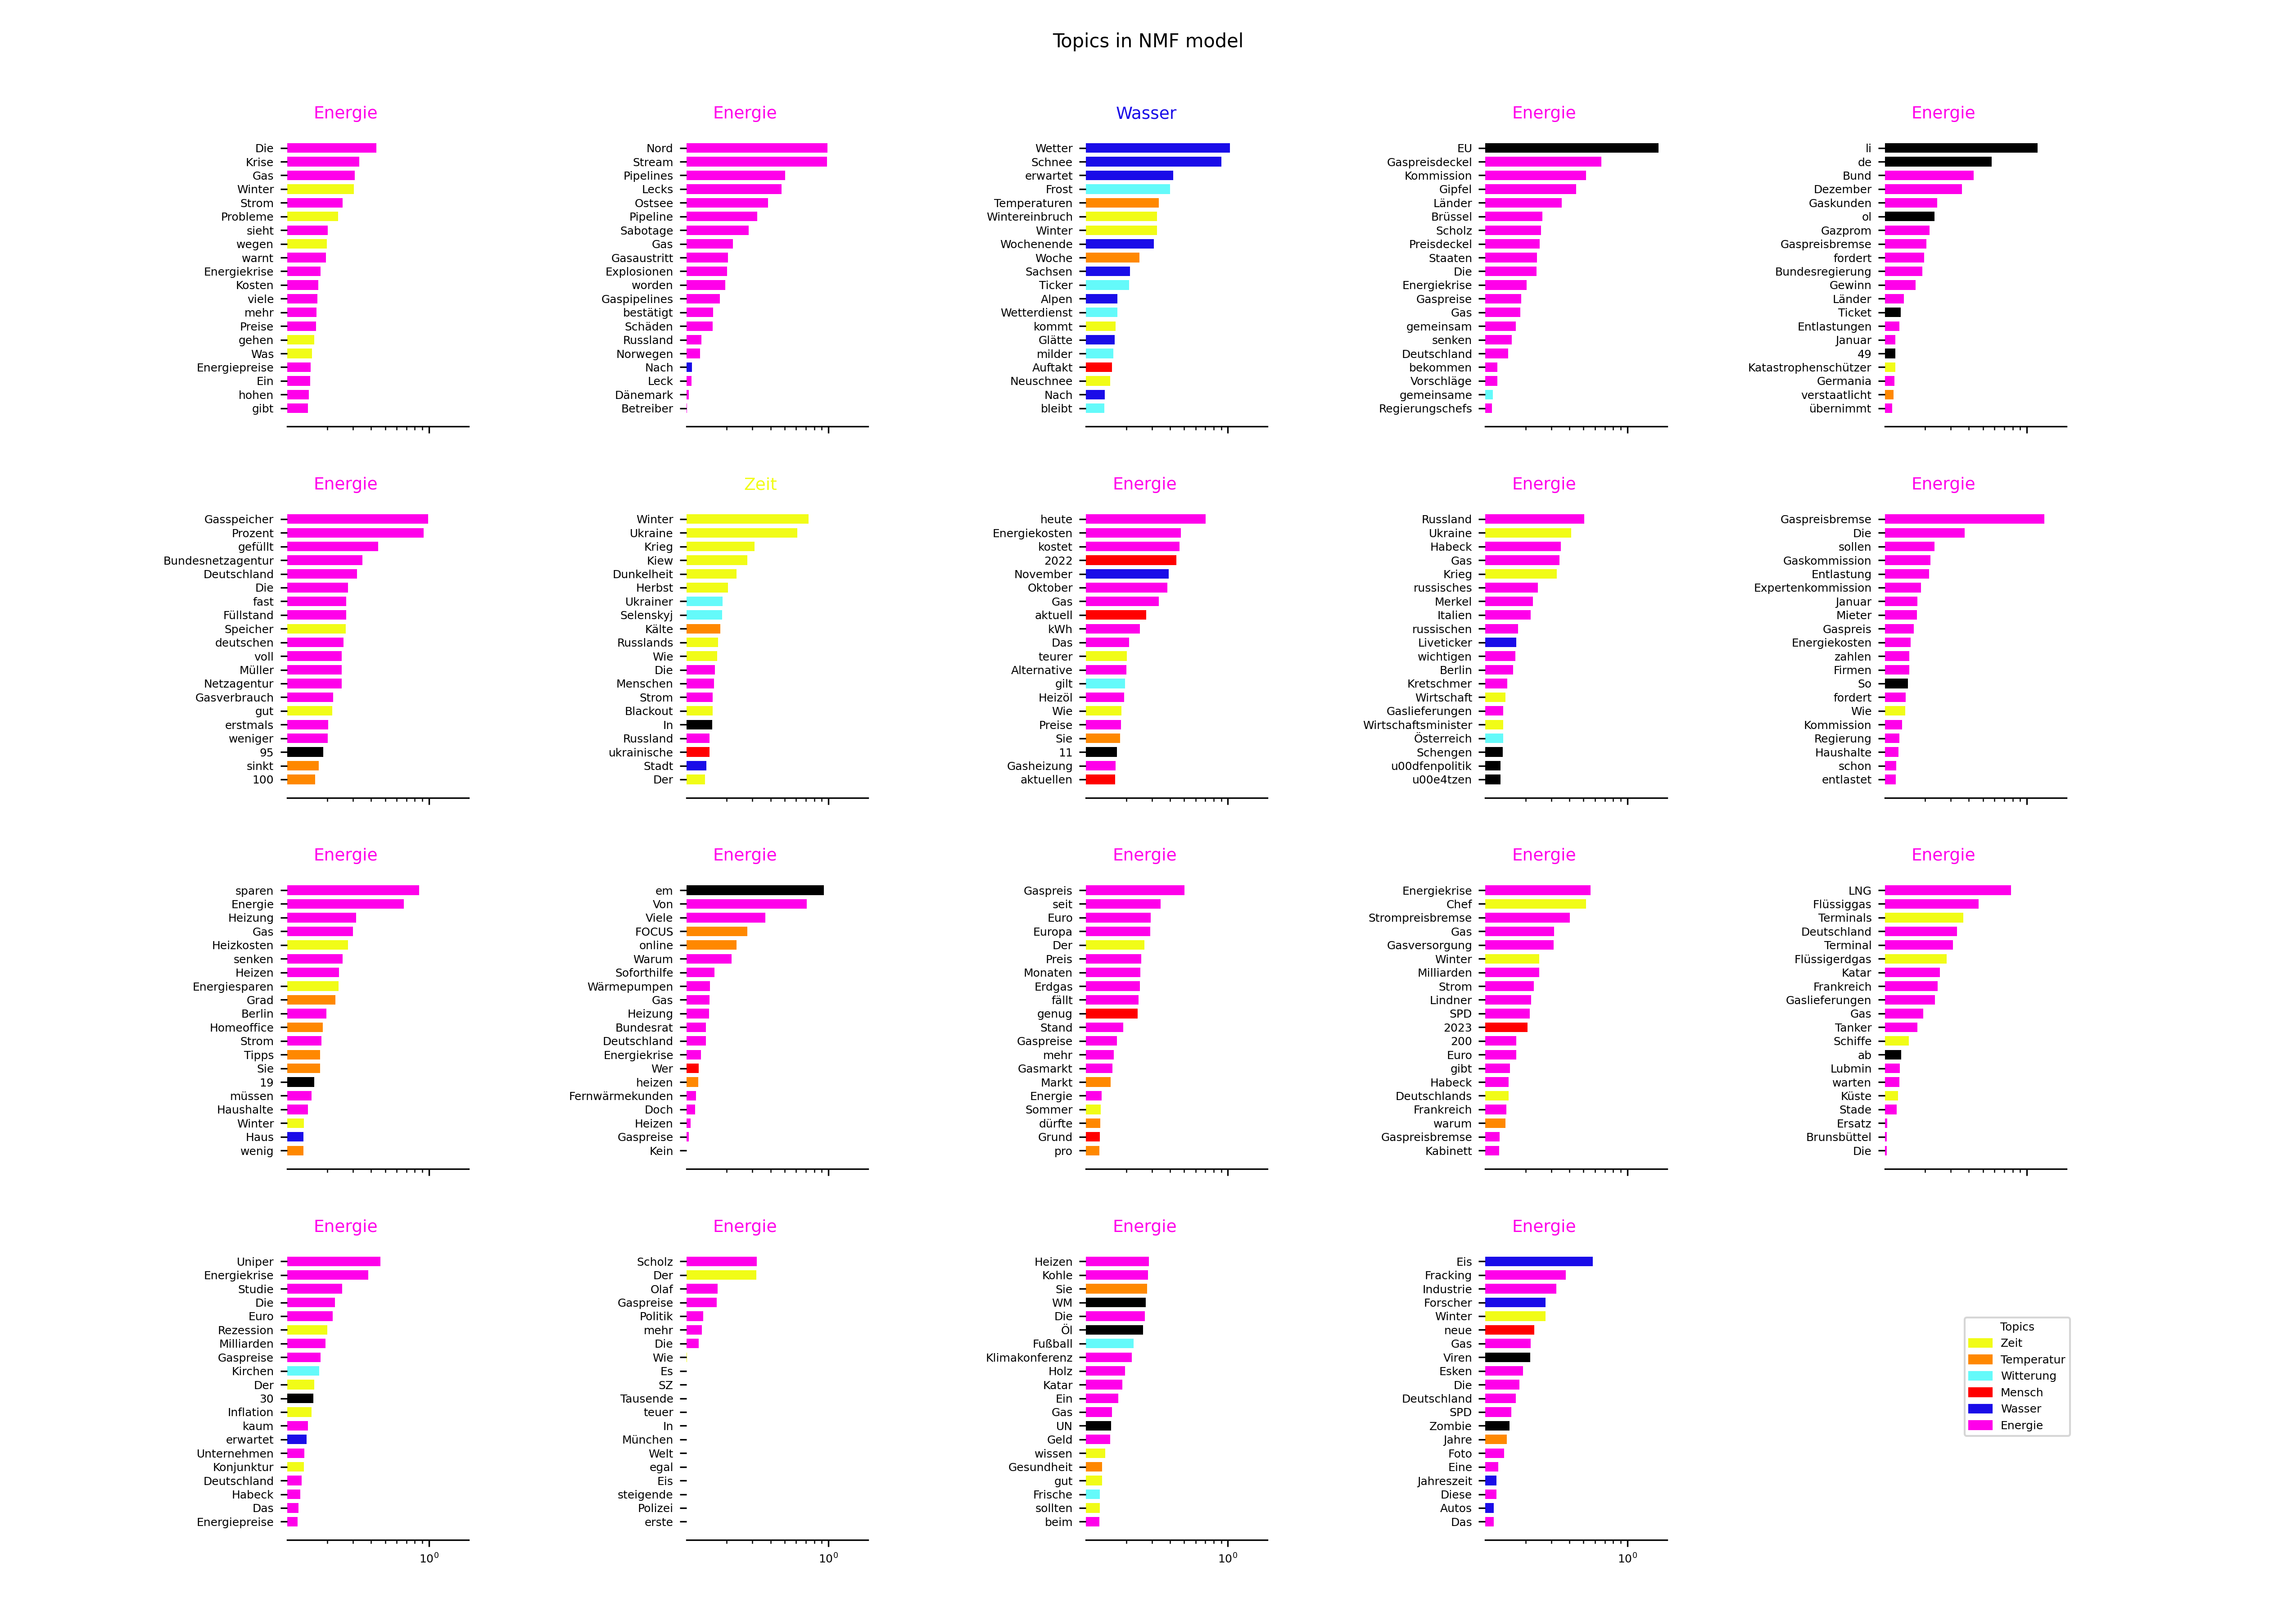 Topics in NMF model
Energie
Die
Krise
Gas
Winter
Strom
Probleme
sieht
wegen
warnt
Energiekrise
Kosten
viele
mehr
Preise
gehen
Was
Energiepreise
Ein
hohen
gibt
Energie
Nord
Stream
Pipelines
Lecks
Ostsee
Pipeline
Sabotage
Gas
Gasaustritt
Explosionen
worden
Gaspipelines
bestätigt
Schäden
Russland
Norwegen
Nach
Leck
Dänemark
Betreiber
Wasser
Wetter
Schnee
erwartet
Frost
Temperaturen
Wintereinbruch
Winter
Wochenende
Woche
Sachsen
Ticker
Alpen
Wetterdienst
kommt
Glätte
milder
Auftakt
Neuschnee
Nach
bleibt
Energie
EU
Gaspreisdeckel
Kommission
Gipfel
Länder
Brüssel
Scholz
Preisdeckel
Staaten
Die
Energiekrise
Gaspreise
Gas
gemeinsam
senken
Deutschland
bekommen
Vorschläge
gemeinsame
Regierungschefs
Energie
li
de
Bund
Dezember
Gaskunden
ol
Gazprom
Gaspreisbremse
fordert
Bundesregierung
Gewinn
Länder
Ticket
Entlastungen
Januar
49
Katastrophenschützer
Germania
verstaatlicht
übernimmt
Energie
Gasspeicher
Prozent
gefüllt
Bundesnetzagentur
Deutschland
Die
fast
Füllstand
Speicher
deutschen
voll
Müller
Netzagentur
Gasverbrauch
gut
erstmals
weniger
95
sinkt
100
Zeit
Winter
Ukraine
Krieg
Kiew
Dunkelheit
Herbst
Ukrainer
Selenskyj
Kälte
Russlands
Wie
Die
Menschen
Strom
Blackout
In
Russland
ukrainische
Stadt
Der
Energie
heute
Energiekosten
kostet
2022
November
Oktober
Gas
aktuell
kWh
Das
teurer
Alternative
gilt
Heizöl
Wie
Preise
Sie
11
Gasheizung
aktuellen
Energie
Russland
Ukraine
Habeck
Gas
Krieg
russisches
Merkel
Italien
russischen
Liveticker
wichtigen
Berlin
Kretschmer
Wirtschaft
Gaslieferungen
Wirtschaftsminister
Österreich
Schengen
u00dfenpolitik
u00e4tzen
Energie
Gaspreisbremse
Die
sollen
Gaskommission
Entlastung
Expertenkommission
Januar
Mieter
Gaspreis
Energiekosten
zahlen
Firmen
So
fordert
Wie
Kommission
Regierung
Haushalte
schon
entlastet
Energie
sparen
Energie
Heizung
Gas
Heizkosten
senken
Heizen
Energiesparen
Grad
Berlin
Homeoffice
Strom
Tipps
Sie
19
müssen
Haushalte
Winter
Haus
wenig
Energie
em
Von
Viele
FOCUS
online
Warum
Soforthilfe
Wärmepumpen
Gas
Heizung
Bundesrat
Deutschland
Energiekrise
Wer
heizen
Fernwärmekunden
Doch
Heizen
Gaspreise
Kein
Energie
Gaspreis
seit
Euro
Europa
Der
Preis
Monaten
Erdgas
fällt
genug
Stand
Gaspreise
mehr
Gasmarkt
Markt
Energie
Sommer
dürfte
Grund
pro
Energie
Energiekrise
Chef
Strompreisbremse
Gas
Gasversorgung
Winter
Milliarden
Strom
Lindner
SPD
2023
200
Euro
gibt
Habeck
Deutschlands
Frankreich
warum
Gaspreisbremse
Kabinett
Energie
LNG
Flüssiggas
Terminals
Deutschland
Terminal
Flüssigerdgas
Katar
Frankreich
Gaslieferungen
Gas
Tanker
Schiffe
ab
Lubmin
warten
Küste
Stade
Ersatz
Brunsbüttel
Die
Energie
Uniper
Energiekrise
Studie
Die
Euro
Rezession
Milliarden
Gaspreise
Kirchen
Der
30
Inflation
kaum
erwartet
Unternehmen
Konjunktur
Deutschland
Habeck
Das
Energiepreise
10⁰
Energie
Scholz
Der
Olaf
Gaspreise
Politik
mehr
Die
Wie
Es
SZ
Tausende
teuer
In
München
Welt
egal
Eis
steigende
Polizei
erste
10⁰
Energie
Heizen
Kohle
Sie
WM
Die
Öl
Fußball
Klimakonferenz
Holz
Katar
Ein
Gas
UN
Geld
wissen
Gesundheit
gut
Frische
sollten
beim
10⁰
Energie
Eis
Fracking
Industrie
Forscher
Winter
neue
Gas
Viren
Esken
Die
Deutschland
SPD
Zombie
Jahre
Foto
Eine
Jahreszeit
Diese
Autos
Das
10⁰
Topics
Zeit
Temperatur
Witterung
Mensch
Wasser
Energie